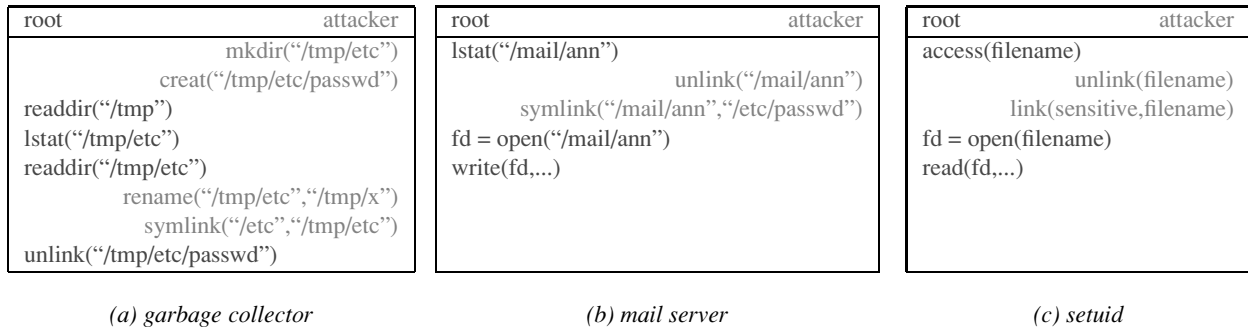 root attacker
mkdir(“/tmp/etc”)
creat(“/tmp/etc/passwd”)
readdir(“/tmp”)
lstat(“/tmp/etc”)
readdir(“/tmp/etc”)
rename(“/tmp/etc”,“/tmp/x”)
symlink(“/etc”,“/tmp/etc”)
unlink(“/tmp/etc/passwd”)
(a) garbage collector
root attacker
lstat(“/mail/ann”)
unlink(“/mail/ann”)
symlink(“/mail/ann”,“/etc/passwd”)
fd = open(“/mail/ann”)
write(fd,...)
(b) mail server
root attacker
access(filename)
unlink(filename)
link(sensitive,filename)
fd = open(filename)
read(fd,...)
(c) setuid